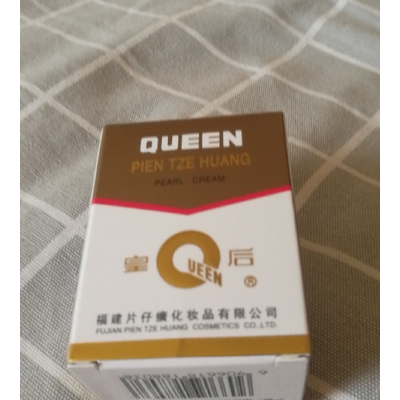 QUEEN
PIEN TZE HUANG
PEARL CREAM
皇 QUEEN 后 ®
福建片仔癀化妆品有限公司
FUJIAN PIEN TZE HUANG COSMETICS CO.,LTD.